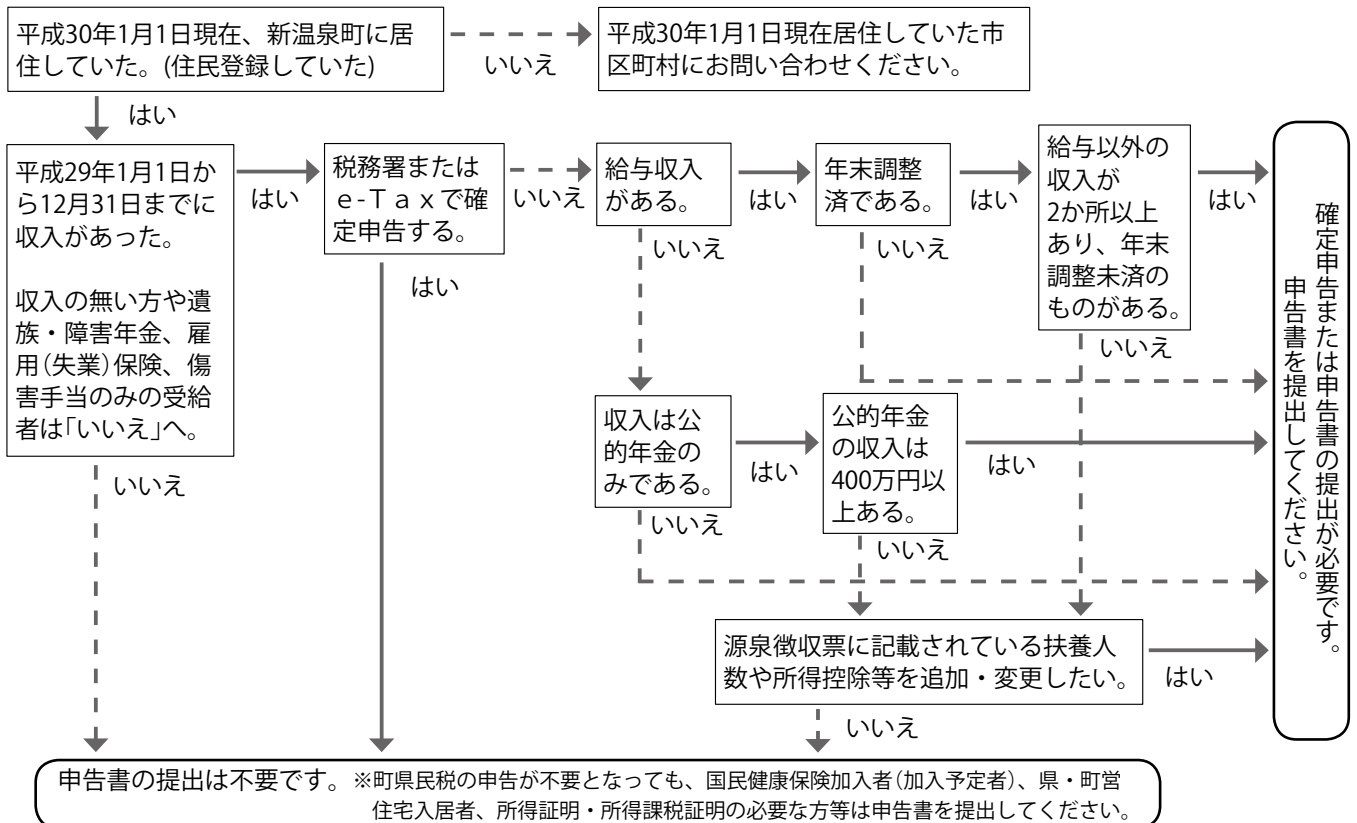 平成30年1月1日現在、新温泉町に居
住していた。(住民登録していた)
いいえ
平成30年1月1日現在居住していた市
区町村にお問い合わせください。
はい
平成29年1月1日か
ら12月31日までに
収入があった。
収入の無い方や遺
族・障害年金、雇
用(失業)保険、傷
害手当のみの受給
者は「いいえ」へ。
はい
いいえ
税務署または
e-Taxで確
定申告する。
いいえ
はい
給与収入
がある。
はい
いいえ
年末調整
済である。
はい
いいえ
給与以外の
収入が
2か所以上
あり、年末
調整未済の
ものがある。
はい
いいえ
収入は公
的年金の
みである。
はい
いいえ
公的年金
の収入は
400万円以
上ある。
はい
いいえ
源泉徴収票に記載されている扶養人
数や所得控除等を追加・変更したい。
はい
いいえ
確定申告または申告書の提出が必要です。
申告書を提出してください。
申告書の提出は不要です。※町県民税の申告が不要となっても、国民健康保険加入者(加入予定者)、県・町営
住宅入居者、所得証明・所得課税証明の必要な方等は申告書を提出してください。